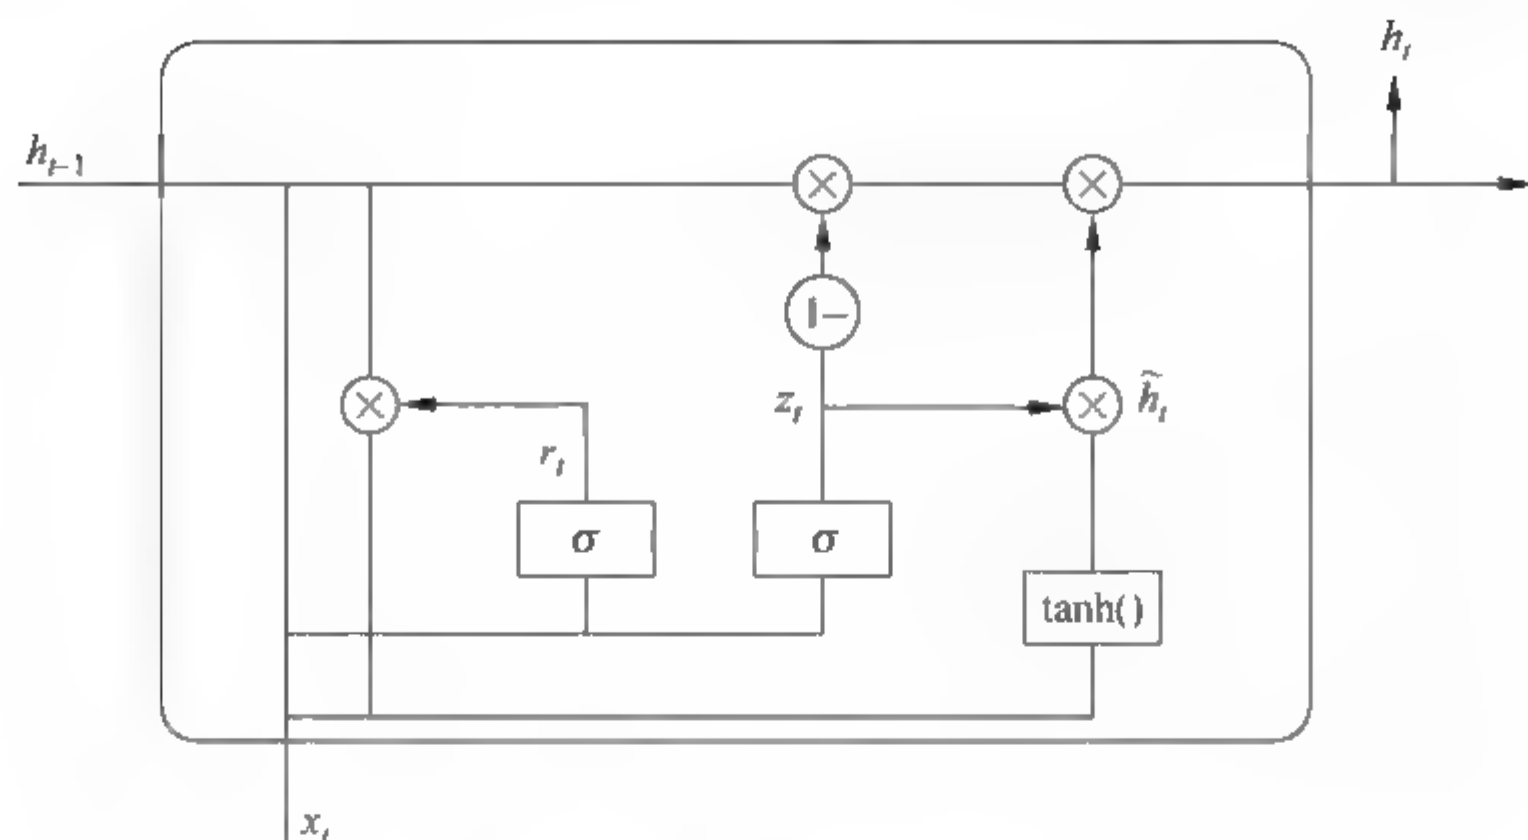 h_t
h_{t-1}
1-
z_t
h̃_t
r_t
σ
σ
tanh()
x_t